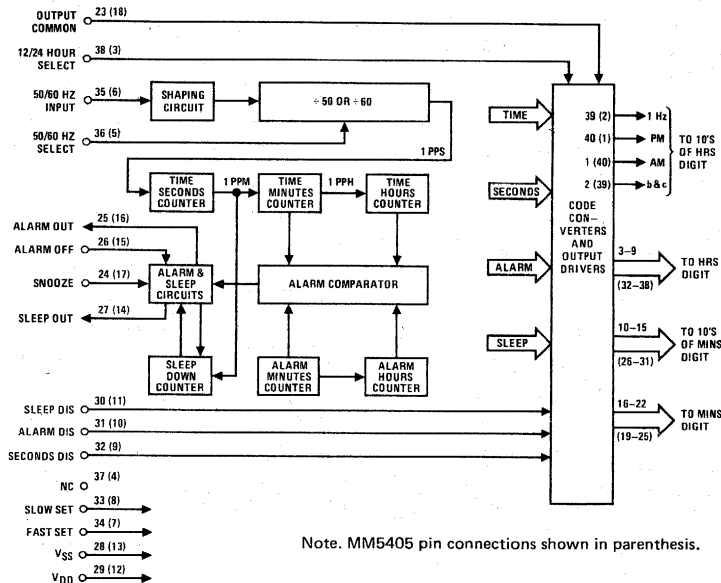 OUTPUT
COMMON
23 (18)
12/24 HOUR
SELECT
38 (3)
50/60 HZ
INPUT
35 (6)
SHAPING
CIRCUIT
÷ 50 OR ÷ 60
50/60 HZ
SELECT
36 (5)
1 PPS
TIME
SECONDS
COUNTER
1 PPM
TIME
MINUTES
COUNTER
1 PPH
TIME
HOURS
COUNTER
ALARM OUT
25 (16)
ALARM OFF
26 (15)
SNOOZE
24 (17)
SLEEP OUT
27 (14)
ALARM &
SLEEP
CIRCUITS
ALARM COMPARATOR
SLEEP
DOWN
COUNTER
ALARM
MINUTES
COUNTER
ALARM
HOURS
COUNTER
SLEEP DIS
30 (11)
ALARM DIS
31 (10)
SECONDS DIS
32 (9)
NC
37 (4)
SLOW SET
33 (8)
FAST SET
34 (7)
VSS
28 (13)
VDD
29 (12)
TIME
SECONDS
ALARM
SLEEP
CODE
CON–
VERTERS
AND
OUTPUT
DRIVERS
39 (2)
1 Hz
40 (1)
PM
1 (40)
AM
2 (39)
b & c
TO 10'S
OF HRS
DIGIT
3–9
(32–38)
TO HRS
DIGIT
10–15
(26–31)
TO 10'S
OF MINS
DIGIT
16–22
(19–25)
TO MINS
DIGIT
Note. MM5405 pin connections shown in parenthesis.